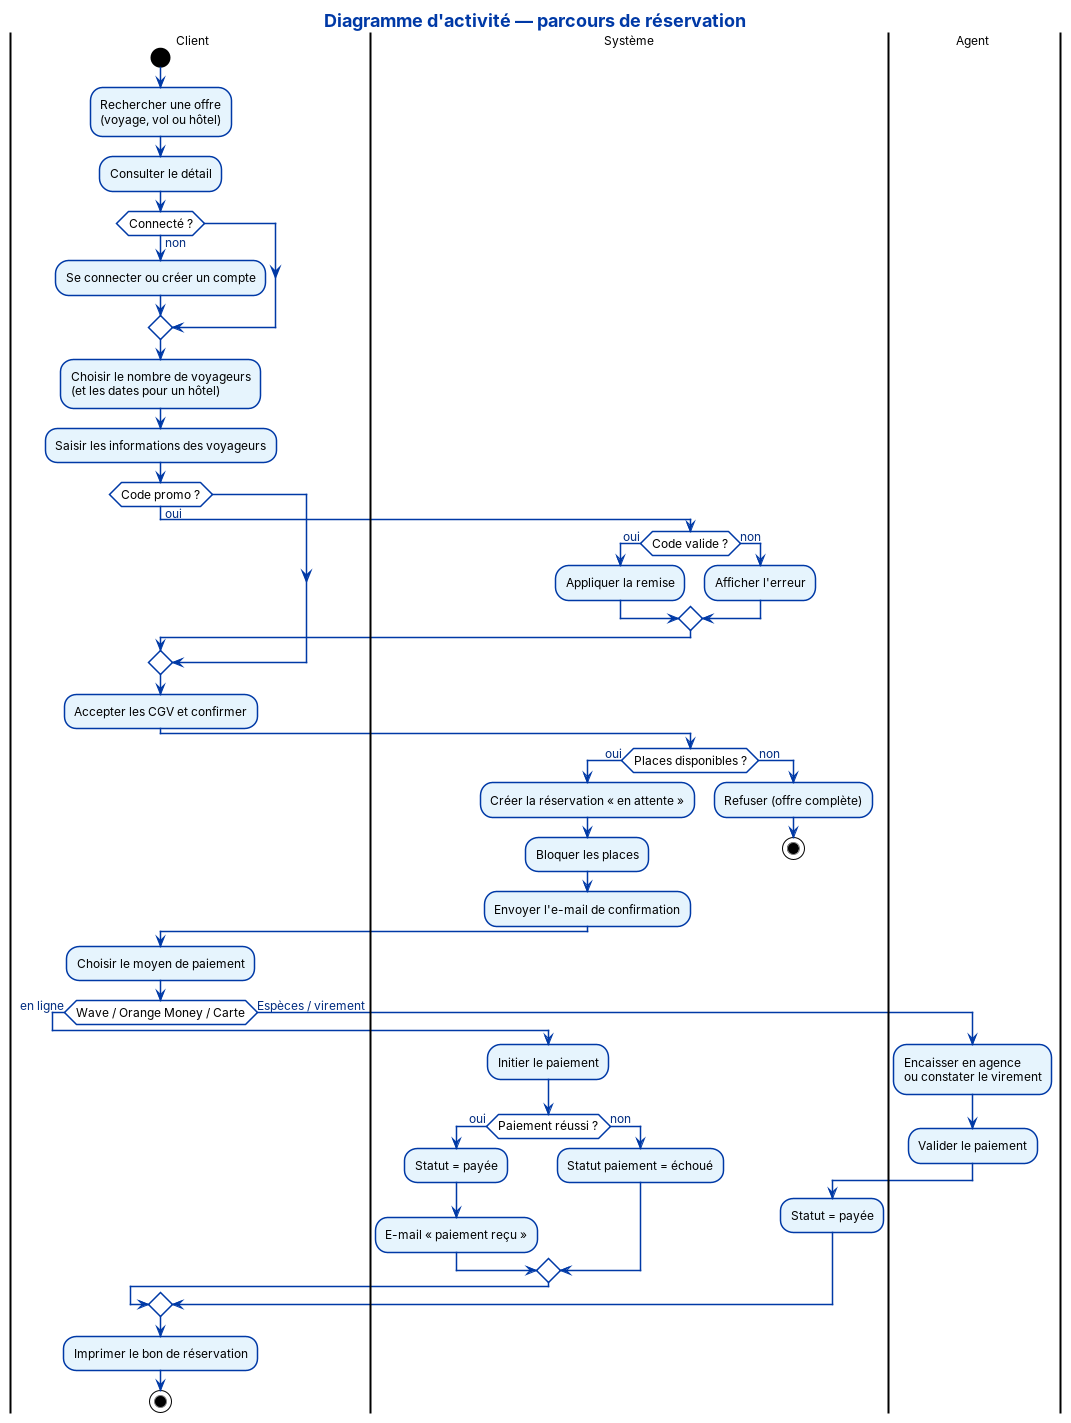 Diagramme d'activité — parcours de réservation
Client
Système
Agent
Rechercher une offre
(voyage, vol ou hôtel)
Consulter le détail
Connecté ?
non
Se connecter ou créer un compte
Choisir le nombre de voyageurs
(et les dates pour un hôtel)
Saisir les informations des voyageurs
Code promo ?
oui
Code valide ?
oui
non
Appliquer la remise
Afficher l'erreur
Accepter les CGV et confirmer
Places disponibles ?
oui
non
Créer la réservation « en attente »
Refuser (offre complète)
Bloquer les places
Envoyer l'e-mail de confirmation
Choisir le moyen de paiement
en ligne
Wave / Orange Money / Carte
Espèces / virement
Initier le paiement
Encaisser en agence
ou constater le virement
oui
Paiement réussi ?
non
Valider le paiement
Statut = payée
Statut paiement = échoué
Statut = payée
E-mail « paiement reçu »
Imprimer le bon de réservation